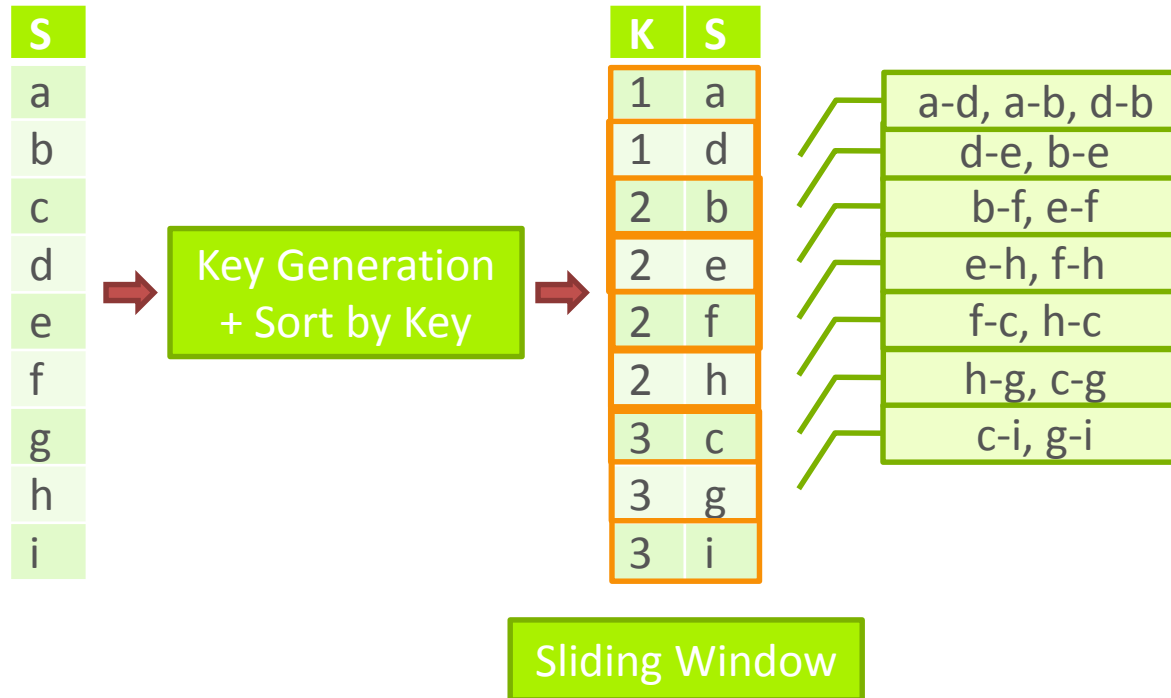 S
a
b
c
d
e
f
g
h
i
Key Generation
+ Sort by Key
K S
1 a
1 d
2 b
2 e
2 f
2 h
3 c
3 g
3 i
a-d, a-b, d-b
d-e, b-e
b-f, e-f
e-h, f-h
f-c, h-c
h-g, c-g
c-i, g-i
Sliding Window